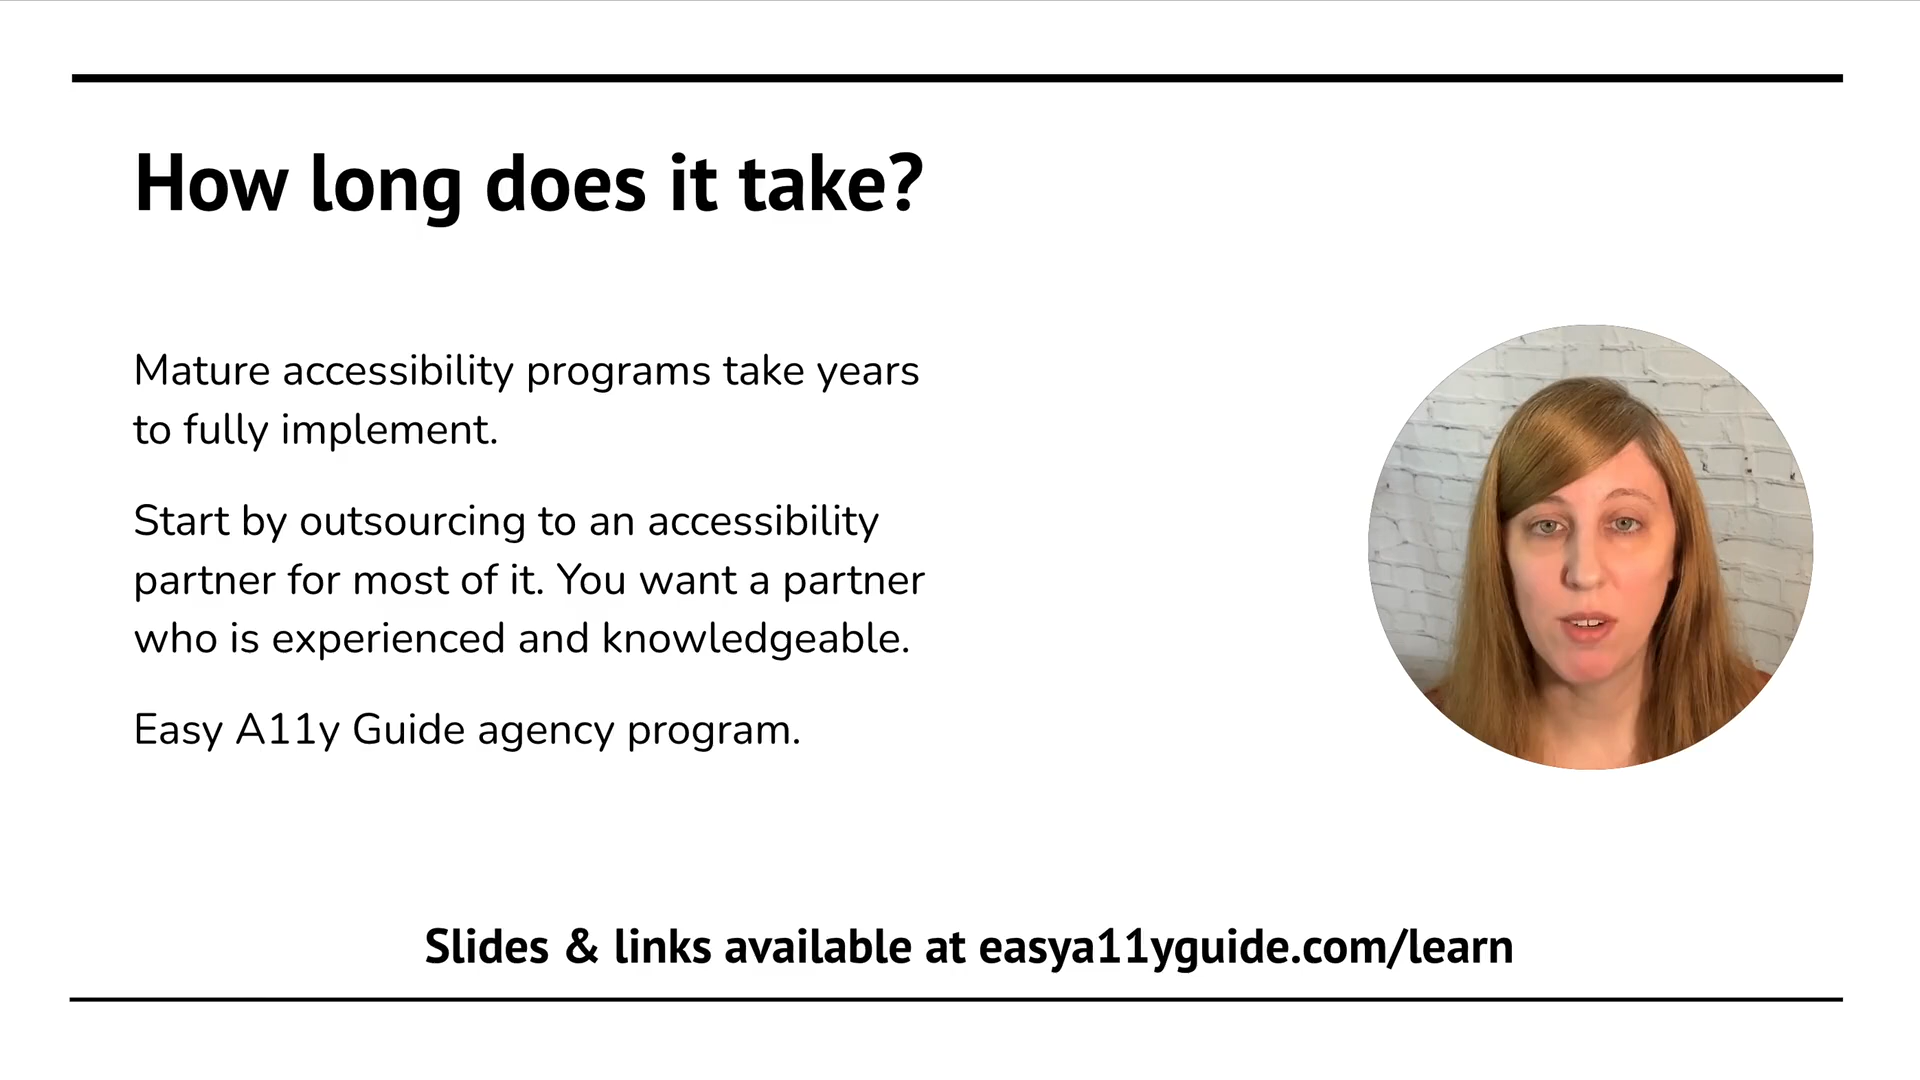 How long does it take?
Mature accessibility programs take years
to fully implement.
Start by outsourcing to an accessibility
partner for most of it. You want a partner
who is experienced and knowledgeable.
Easy A11y Guide agency program.
Slides & links available at easya11yguide.com/learn